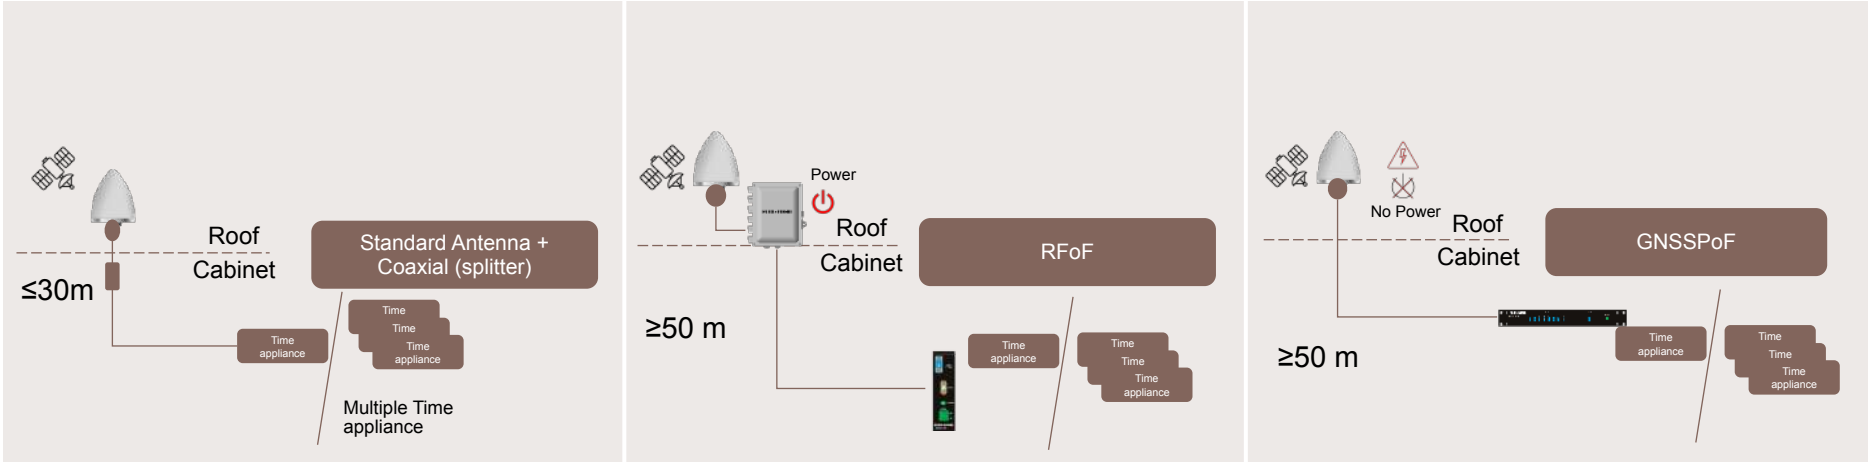 Roof
Cabinet
≤30m
Standard Antenna +
Coaxial (splitter)
Time
appliance
Time
Time
Time
appliance
Multiple Time
appliance
Power
Roof
Cabinet
≥50 m
RFoF
Time
appliance
Time
Time
Time
appliance
No Power
Roof
Cabinet
≥50 m
GNSSPoF
Time
appliance
Time
Time
Time
appliance